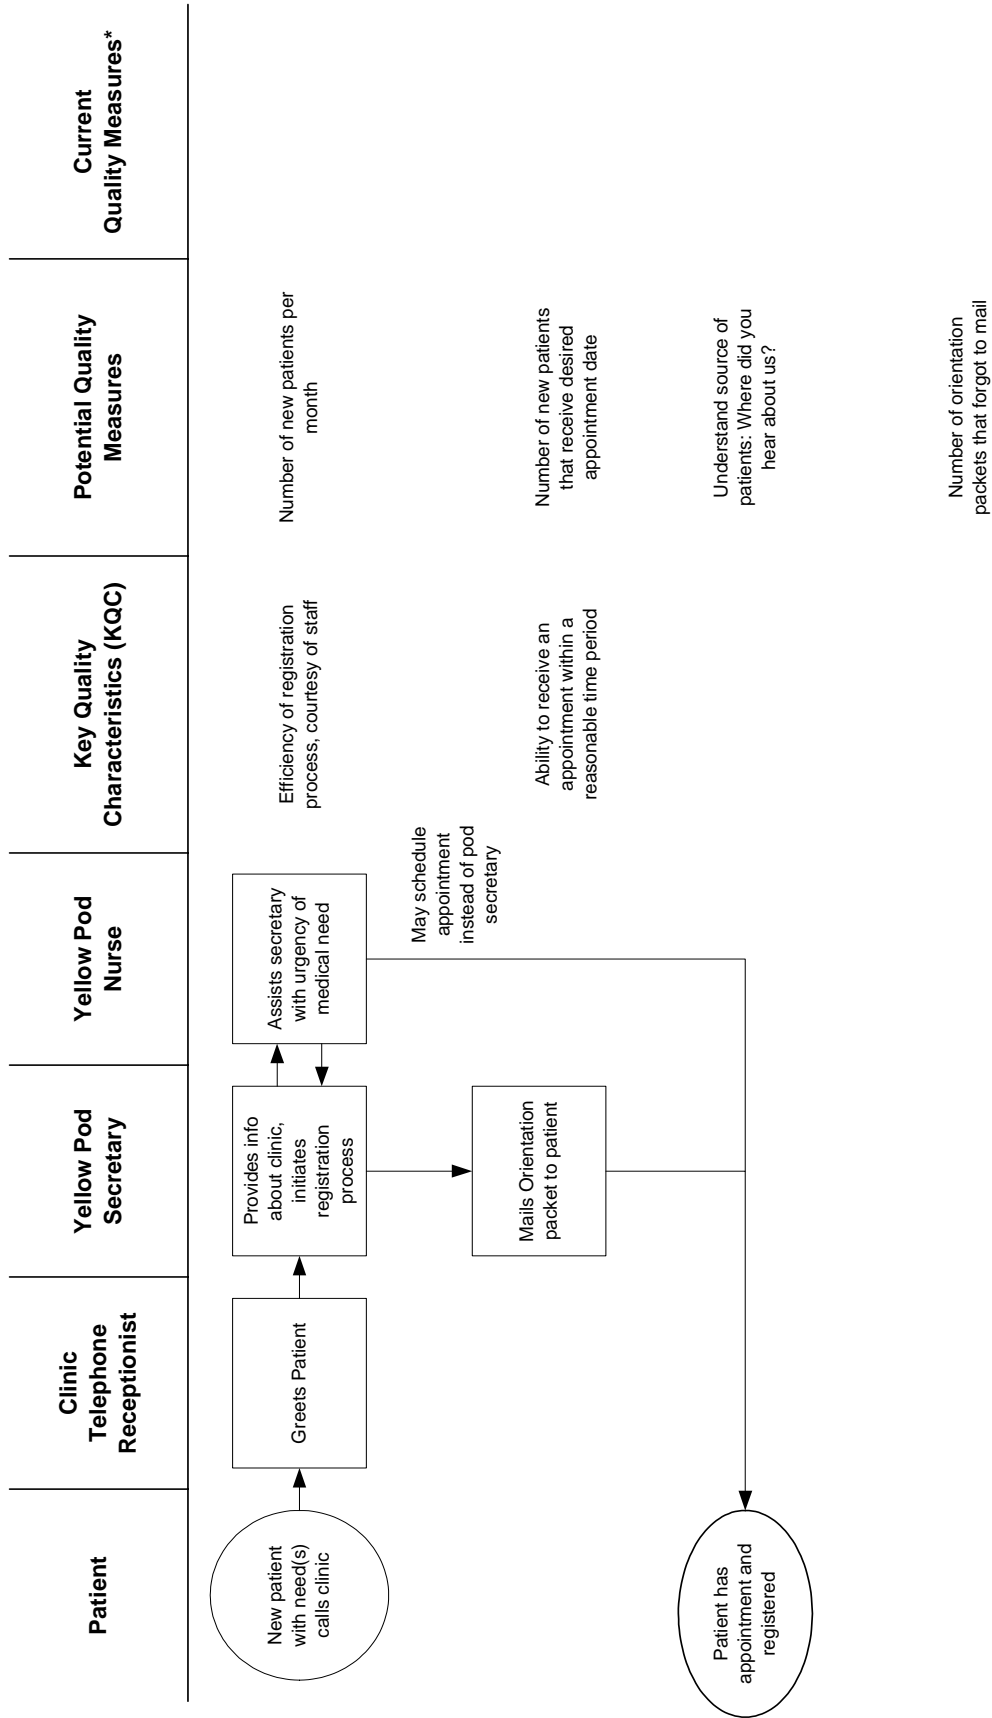 Patient
Clinic
Telephone
Receptionist
Yellow Pod
Secretary
Yellow Pod
Nurse
Key Quality
Characteristics (KQC)
Potential Quality
Measures
Current
Quality Measures*
New patient
with need(s)
calls clinic
Greets Patient
Provides info
about clinic,
initiates
registration
process
Assists secretary
with urgency of
medical need
Efficiency of registration
process, courtesy of staff
Number of new patients per
month
May schedule
appointment
instead of pod
secretary
Mails Orientation
packet to patient
Ability to receive an
appointment within a
reasonable time period
Number of new patients
that receive desired
appointment date
Patient has
appointment and
registered
Understand source of
patients: Where did you
hear about us?
Number of orientation
packets that forgot to mail